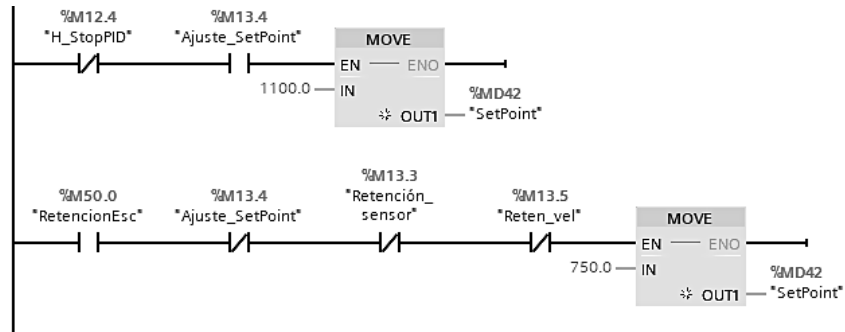 %M12.4 %M13.4
"H_StopPID" "Ajuste_SetPoint" MOVE
EN ENO
1100.0 IN %MD42
OUT1 "SetPoint"
%M13.3
%M50.0 %M13.4 "Retención_ %M13.5
"RetencionEsc" "Ajuste_SetPoint" sensor" "Reten_vel" MOVE
EN ENO
750.0 IN %MD42
OUT1 "SetPoint"